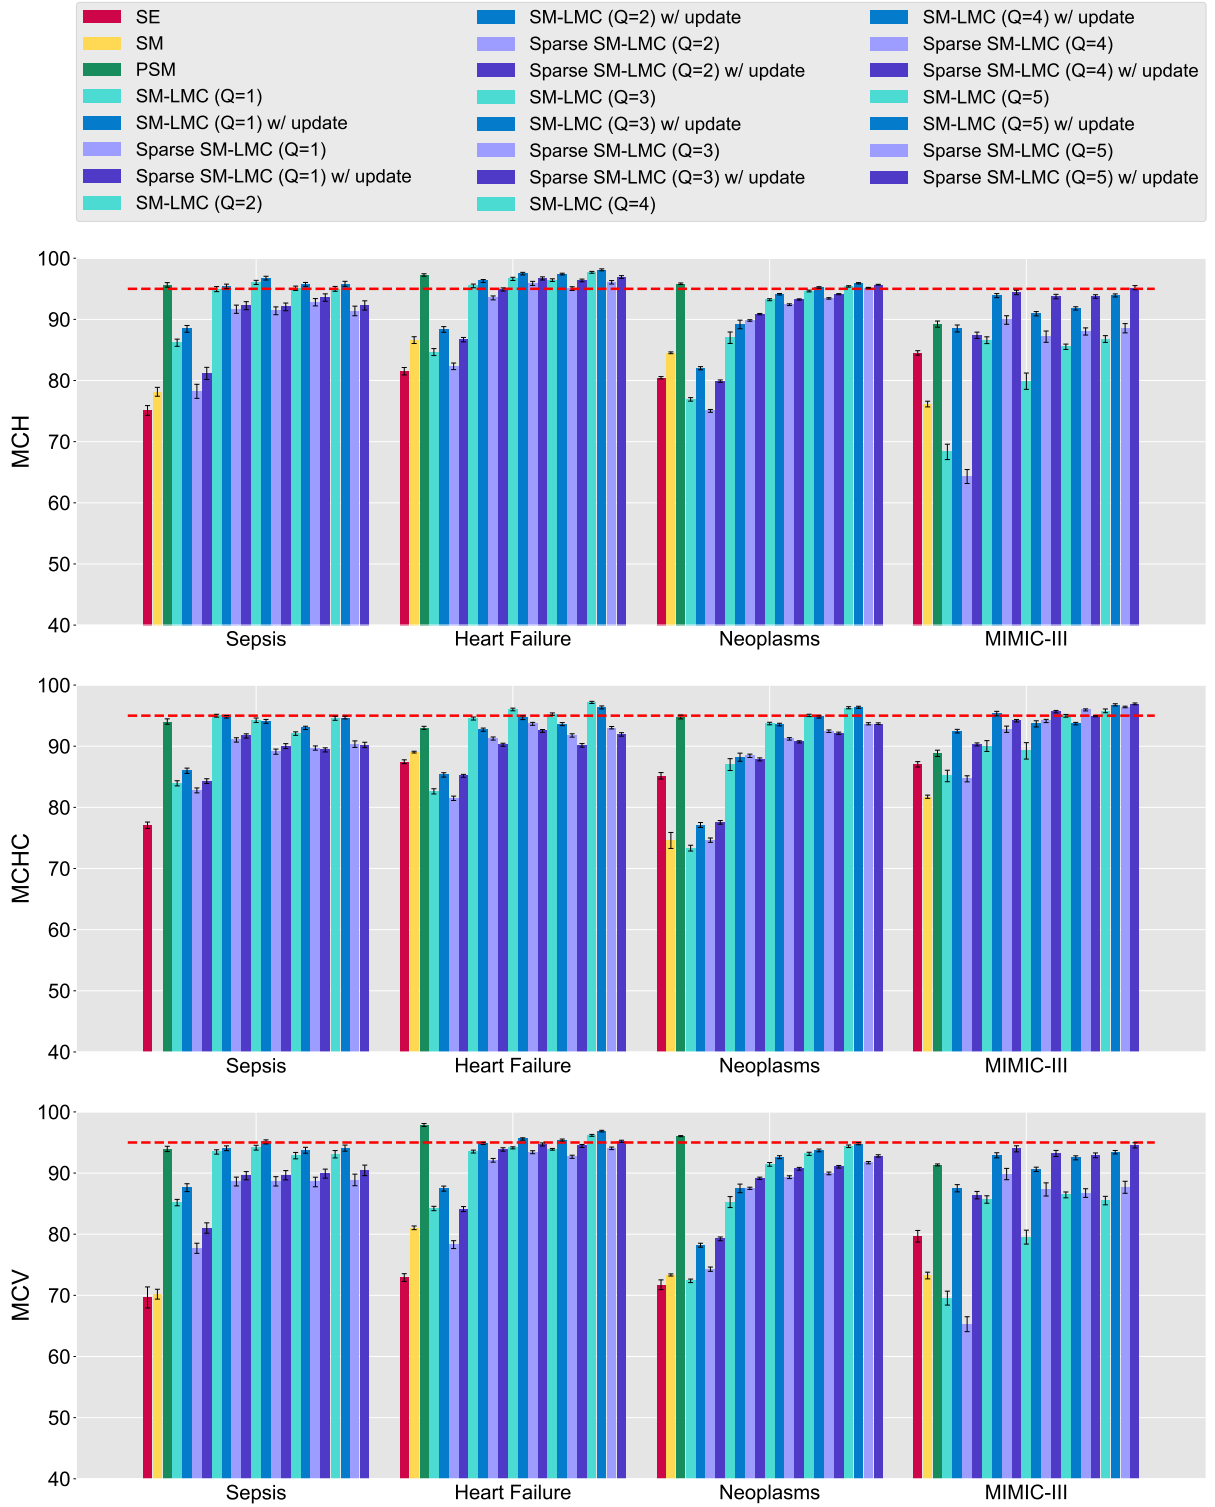 SE
SM
PSM
SM-LMC (Q=1)
SM-LMC (Q=1) w/ update
Sparse SM-LMC (Q=1)
Sparse SM-LMC (Q=1) w/ update
SM-LMC (Q=2)
SM-LMC (Q=2) w/ update
Sparse SM-LMC (Q=2)
Sparse SM-LMC (Q=2) w/ update
SM-LMC (Q=3)
SM-LMC (Q=3) w/ update
Sparse SM-LMC (Q=3)
Sparse SM-LMC (Q=3) w/ update
SM-LMC (Q=4)
SM-LMC (Q=4) w/ update
Sparse SM-LMC (Q=4)
Sparse SM-LMC (Q=4) w/ update
SM-LMC (Q=5)
SM-LMC (Q=5) w/ update
Sparse SM-LMC (Q=5)
Sparse SM-LMC (Q=5) w/ update
MCH
100
90
80
70
60
50
40
Sepsis Heart Failure Neoplasms MIMIC-III
MCHC
100
90
80
70
60
50
40
Sepsis Heart Failure Neoplasms MIMIC-III
MCV
100
90
80
70
60
50
40
Sepsis Heart Failure Neoplasms MIMIC-III